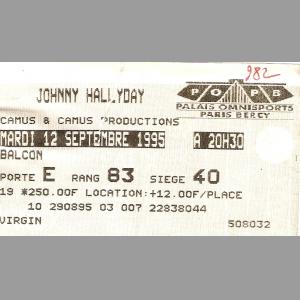 982
JOHNNY HALLYDAY
POPB
PALAIS OMNISPORTS
PARIS BERCY
CAMUS & CAMUS PRODUCTIONS
MARDI 12 SEPTEMBRE 1995 A 20H30
BALCON
PORTE E RANG 83 SIEGE 40
19 *250.00F LOCATION:+12.00F/PLACE
10 290895 03 007 22838044
VIRGIN 508032